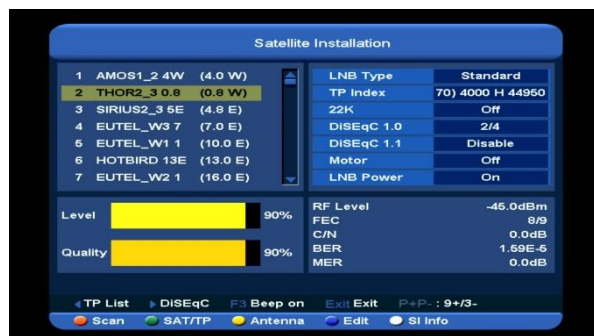 Satellite Installation
1 AMOS1_2 4W (4.0 W)
2 THOR2_3 0.8 (0.8 W)
3 SIRIUS2_3 5E (4.8 E)
4 EUTEL_W3 7 (7.0 E)
5 EUTEL_W1 1 (10.0 E)
6 HOTBIRD 13E (13.0 E)
7 EUTEL_W2 1 (16.0 E)
LNB Type Standard
TP Index 70) 4000 H 44950
22K Off
DiSEqC 1.0 2/4
DiSEqC 1.1 Disable
Motor Off
LNB Power On
Level 90%
Quality 90%
RF Level -45.0dBm
FEC 8/9
C/N 0.0dB
BER 1.59E-5
MER 0.0dB
TP List DiSEqC F3 Beep on Exit Exit P+P- : 9+/3-
Scan SAT/TP Antenna Edit SI Info